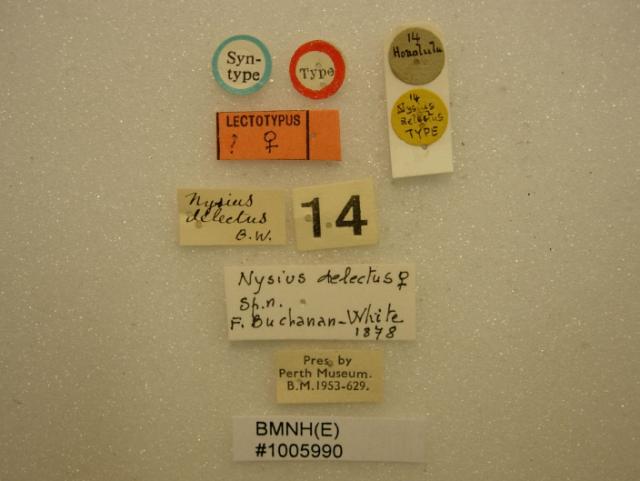 Syn-
type
Type
14
Honolulu
14
Nysius
delectus
TYPE
LECTOTYPUS
? ♀
Nysius
delectus
B.W.
14
Nysius delectus ♀
sp.n.
F. Buchanan-White
1878
Pres. by
Perth Museum.
B.M.1953-629.
BMNH(E)
#1005990